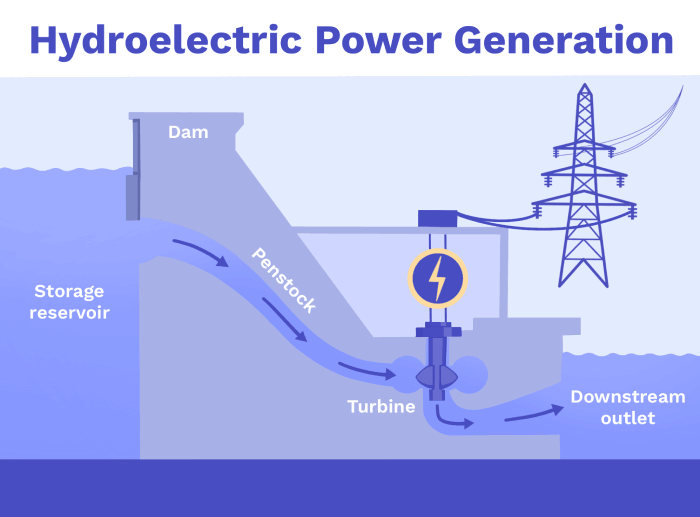 Hydroelectric Power Generation
Dam
Penstock
Storage
reservoir
Turbine
Downstream
outlet